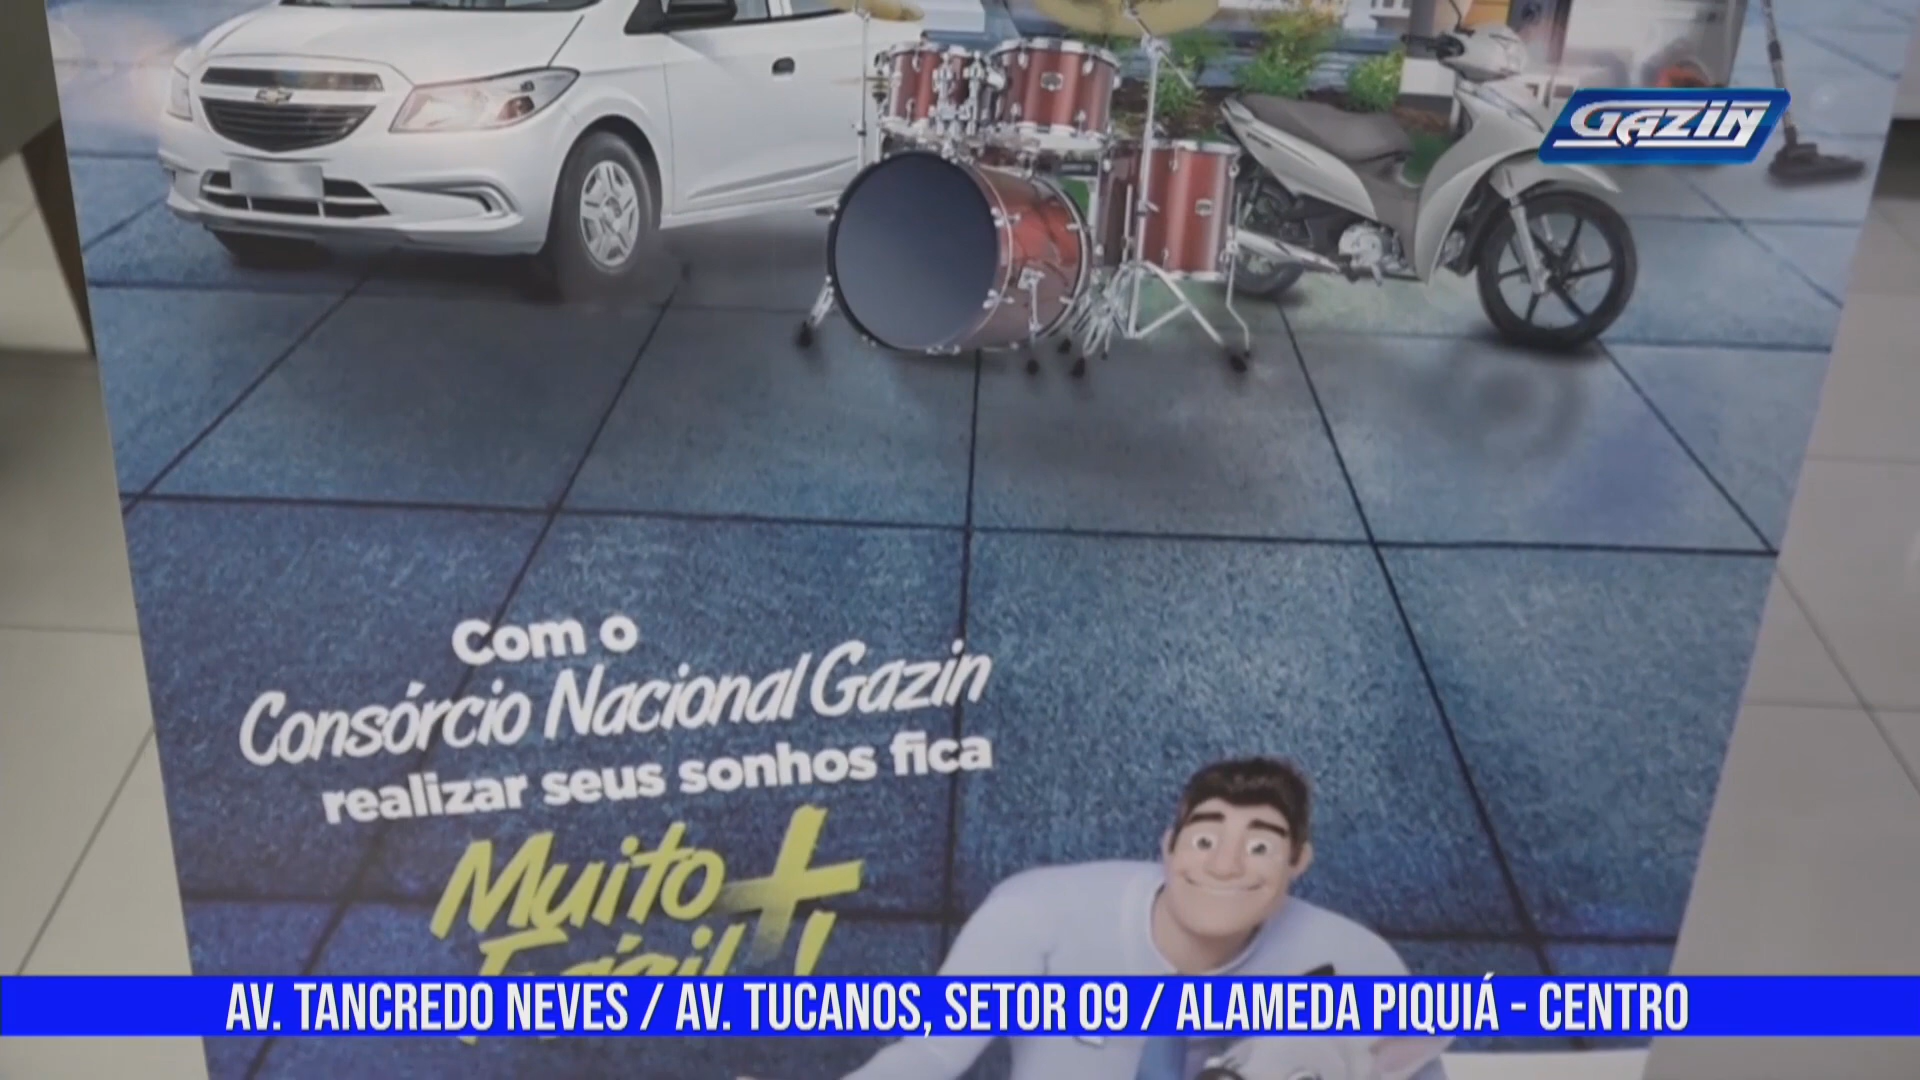 GAZIN
Com o
Consórcio Nacional Gazin
realizar seus sonhos fica
Muito +
Fácil!
AV. TANCREDO NEVES / AV. TUCANOS, SETOR 09 / ALAMEDA PIQUIÁ - CENTRO